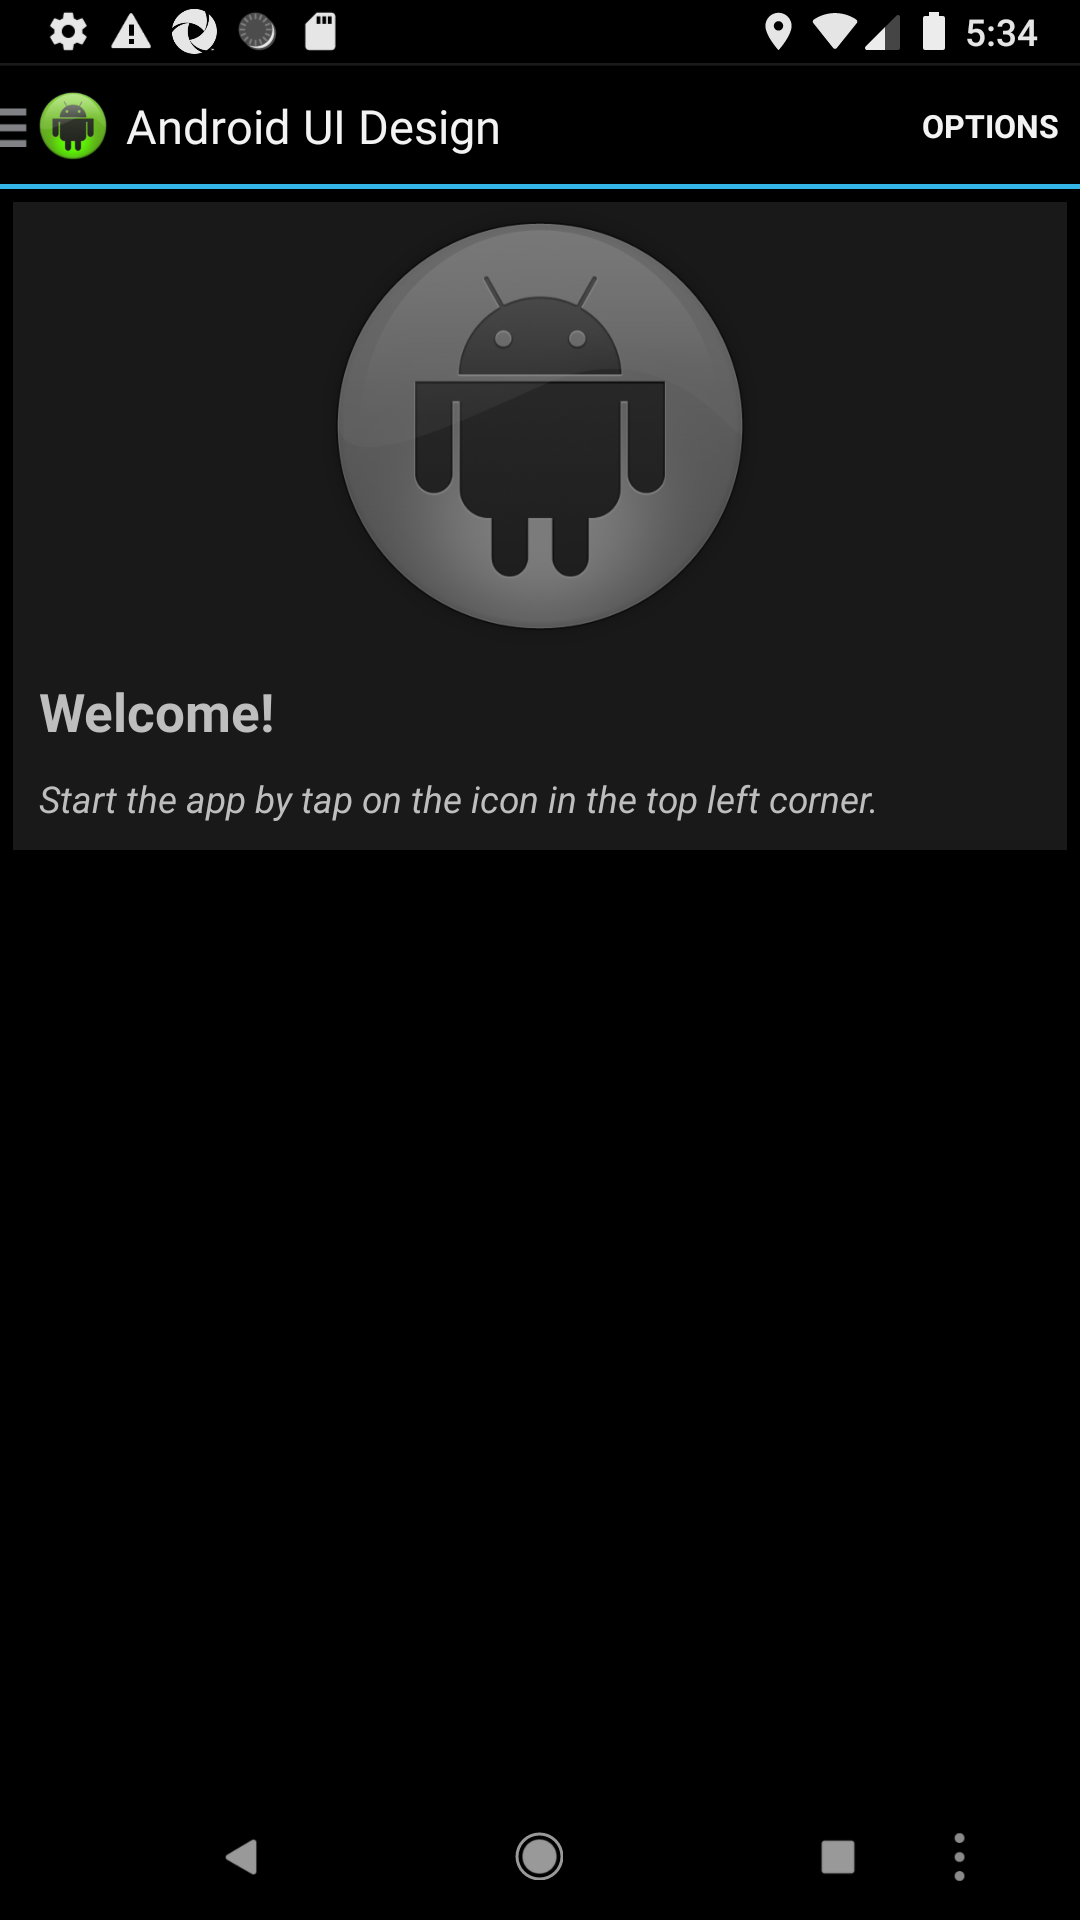 5:34
Android UI Design
OPTIONS
Welcome!
Start the app by tap on the icon in the top left corner.